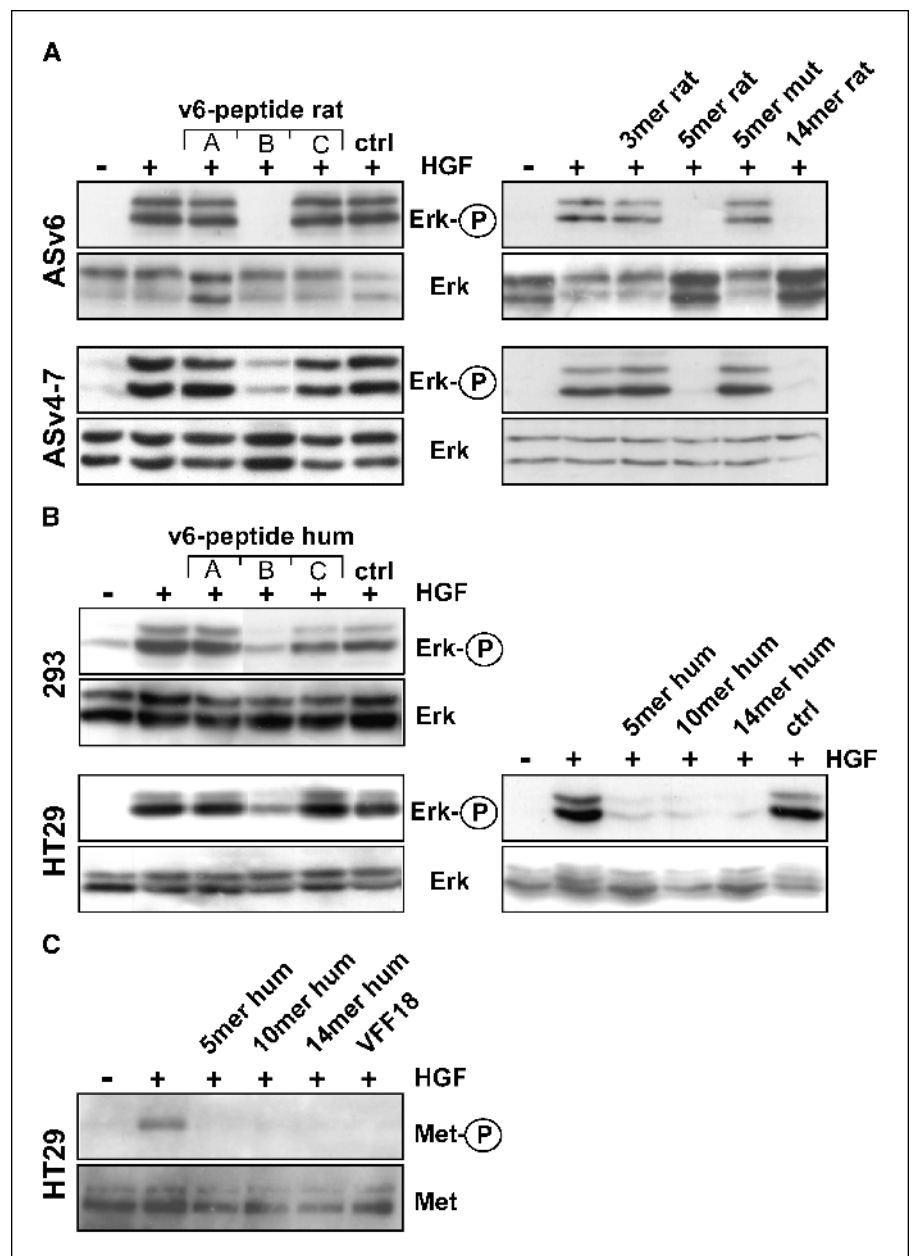 A
v6-peptide rat
A B C ctrl
- + + + + + HGF
3mer rat
5mer rat
5mer mut
14mer rat
- + + + + +
ASv6
Erk-P
Erk
ASv4-7
Erk-P
Erk
B
v6-peptide hum
A B C ctrl
- + + + + + HGF
293
Erk-P
Erk
5mer hum
10mer hum
14mer hum
ctrl
- + + + + + HGF
HT29
Erk-P
Erk
C
5mer hum
10mer hum
14mer hum
VFF18
- + + + + + HGF
HT29
Met-P
Met